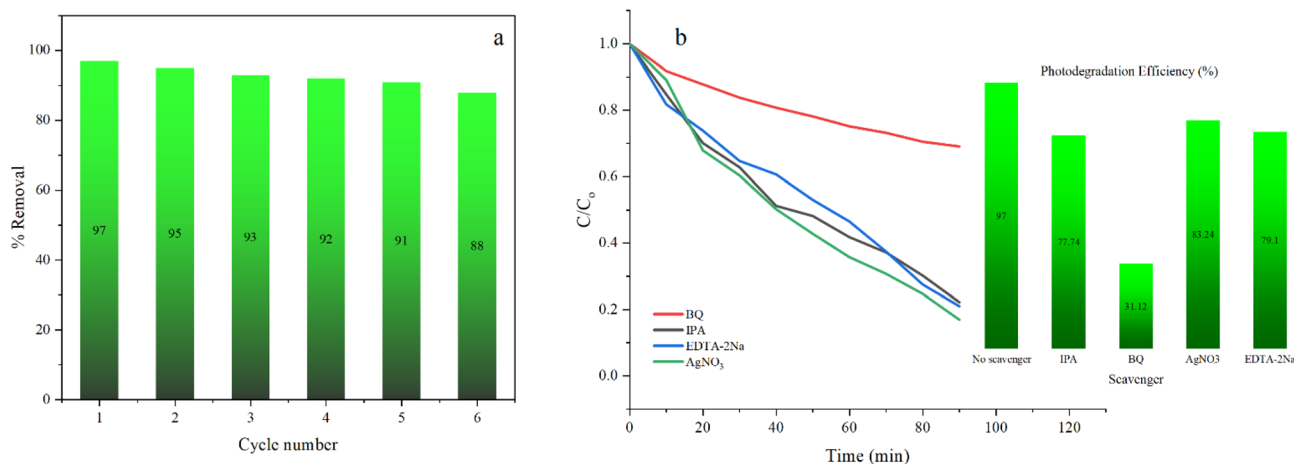 a
100
80
60
40
20
0
% Removal
97
95
93
92
91
88
1 2 3 4 5 6
Cycle number
b
1.0
0.8
0.6
0.4
0.2
0.0
C/Co
BQ
IPA
EDTA-2Na
AgNO3
0 20 40 60 80 100 120
Time (min)
Photodegradation Efficiency (%)
97
77.74
31.12
83.24
79.1
No scavenger IPA BQ AgNO3 EDTA-2Na
Scavenger